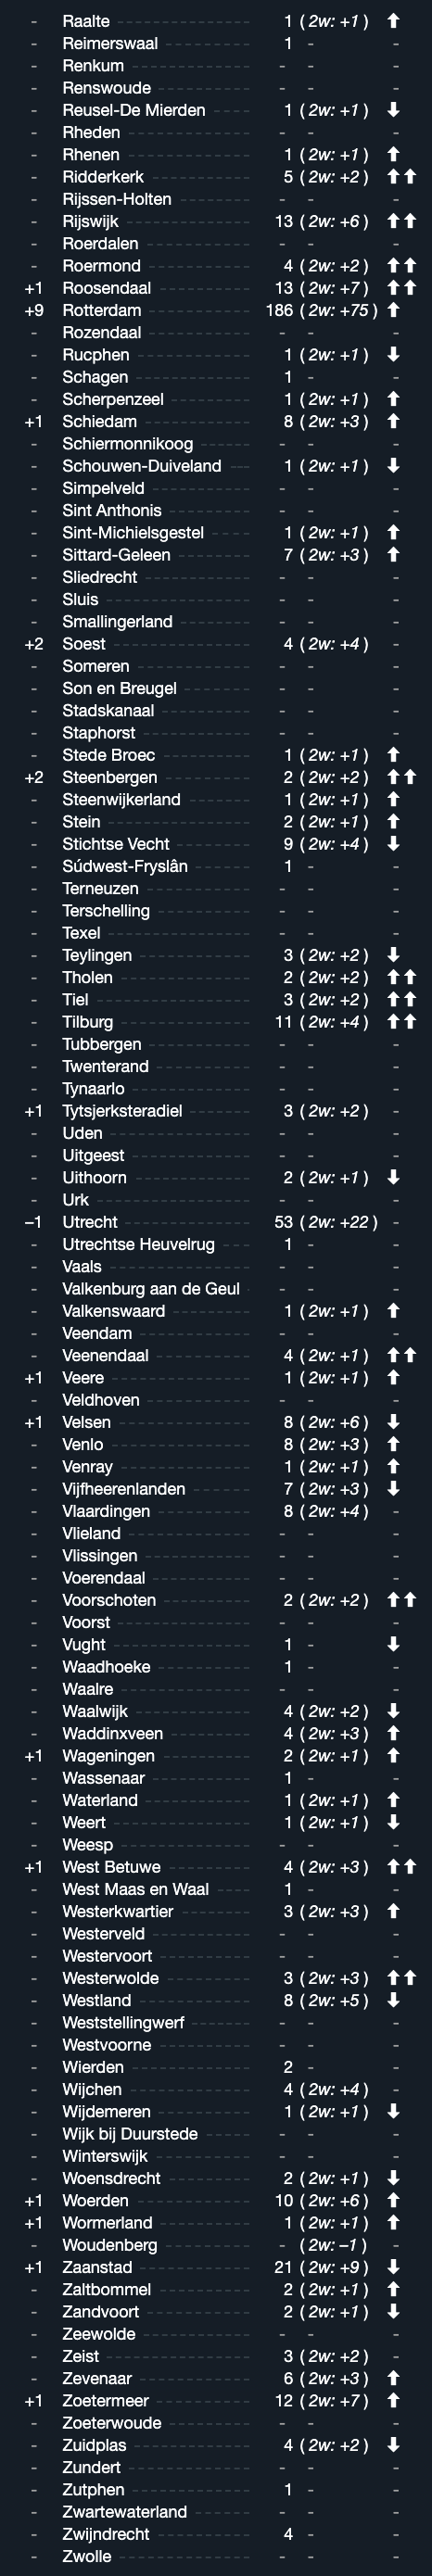 - Raalte 1 ( 2w: +1 ) ⬆
- Reimerswaal 1 -
- Renkum - - -
- Renswoude - - -
- Reusel-De Mierden 1 ( 2w: +1 ) ⬇
- Rheden - - -
- Rhenen 1 ( 2w: +1 ) ⬆
- Ridderkerk 5 ( 2w: +2 ) ⬆⬆
- Rijssen-Holten - - -
- Rijswijk 13 ( 2w: +6 ) ⬆⬆
- Roerdalen - - -
- Roermond 4 ( 2w: +2 ) ⬆⬆
+1 Roosendaal 13 ( 2w: +7 ) ⬆⬆
+9 Rotterdam 186 ( 2w: +75 ) ⬆
- Rozendaal - - -
- Rucphen 1 ( 2w: +1 ) ⬇
- Schagen 1 - -
- Scherpenzeel 1 ( 2w: +1 ) ⬆
+1 Schiedam 8 ( 2w: +3 ) ⬆
- Schiermonnikoog - - -
- Schouwen-Duiveland 1 ( 2w: +1 ) ⬇
- Simpelveld - - -
- Sint Anthonis - - -
- Sint-Michielsgestel 1 ( 2w: +1 ) ⬆
- Sittard-Geleen 7 ( 2w: +3 ) ⬆
- Sliedrecht - - -
- Sluis - - -
- Smallingerland - - -
+2 Soest 4 ( 2w: +4 ) -
- Someren - - -
- Son en Breugel - - -
- Stadskanaal - - -
- Staphorst - - -
- Stede Broec 1 ( 2w: +1 ) ⬆
+2 Steenbergen 2 ( 2w: +2 ) ⬆⬆
- Steenwijkerland 1 ( 2w: +1 ) ⬆
- Stein 2 ( 2w: +1 ) ⬆
- Stichtse Vecht 9 ( 2w: +4 ) ⬇
- Súdwest-Fryslân 1 - -
- Terneuzen - - -
- Terschelling - - -
- Texel - - -
- Teylingen 3 ( 2w: +2 ) ⬇
- Tholen 2 ( 2w: +2 ) ⬆⬆
- Tiel 3 ( 2w: +2 ) ⬆⬆
- Tilburg 11 ( 2w: +4 ) ⬆⬆
- Tubbergen - - -
- Twenterand - - -
- Tynaarlo - - -
+1 Tytsjerksteradiel 3 ( 2w: +2 ) -
- Uden - - -
- Uitgeest - - -
- Uithoorn 2 ( 2w: +1 ) ⬇
- Urk - - -
–1 Utrecht 53 ( 2w: +22 ) -
- Utrechtse Heuvelrug 1 - -
- Vaals - - -
- Valkenburg aan de Geul - - -
- Valkenswaard 1 ( 2w: +1 ) ⬆
- Veendam - - -
- Veenendaal 4 ( 2w: +1 ) ⬆⬆
+1 Veere 1 ( 2w: +1 ) ⬆
- Veldhoven - - -
+1 Velsen 8 ( 2w: +6 ) ⬇
- Venlo 8 ( 2w: +3 ) ⬆
- Venray 1 ( 2w: +1 ) ⬆
- Vijfheerenlanden 7 ( 2w: +3 ) ⬇
- Vlaardingen 8 ( 2w: +4 ) -
- Vlieland - - -
- Vlissingen - - -
- Voerendaal - - -
- Voorschoten 2 ( 2w: +2 ) ⬆⬆
- Voorst - - -
- Vught 1 - ⬇
- Waadhoeke 1 - -
- Waalre - - -
- Waalwijk 4 ( 2w: +2 ) ⬇
- Waddinxveen 4 ( 2w: +3 ) ⬆
+1 Wageningen 2 ( 2w: +1 ) ⬆
- Wassenaar 1 - -
- Waterland 1 ( 2w: +1 ) ⬆
- Weert 1 ( 2w: +1 ) ⬇
- Weesp - - -
+1 West Betuwe 4 ( 2w: +3 ) ⬆⬆
- West Maas en Waal 1 - -
- Westerkwartier 3 ( 2w: +3 ) ⬆
- Westerveld - - -
- Westervoort - - -
- Westerwolde 3 ( 2w: +3 ) ⬆⬆
- Westland 8 ( 2w: +5 ) ⬇
- Weststellingwerf - - -
- Westvoorne - - -
- Wierden 2 - -
- Wijchen 4 ( 2w: +4 ) -
- Wijdemeren 1 ( 2w: +1 ) ⬇
- Wijk bij Duurstede - - -
- Winterswijk - - -
- Woensdrecht 2 ( 2w: +1 ) ⬇
+1 Woerden 10 ( 2w: +6 ) ⬆
+1 Wormerland 1 ( 2w: +1 ) ⬆
- Woudenberg - ( 2w: –1 ) -
+1 Zaanstad 21 ( 2w: +9 ) ⬇
- Zaltbommel 2 ( 2w: +1 ) ⬆
- Zandvoort 2 ( 2w: +1 ) ⬇
- Zeewolde - - -
- Zeist 3 ( 2w: +2 ) -
- Zevenaar 6 ( 2w: +3 ) ⬆
+1 Zoetermeer 12 ( 2w: +7 ) ⬆
- Zoeterwoude - - -
- Zuidplas 4 ( 2w: +2 ) ⬇
- Zundert - - -
- Zutphen 1 - -
- Zwartewaterland - - -
- Zwijndrecht 4 - -
- Zwolle - - -